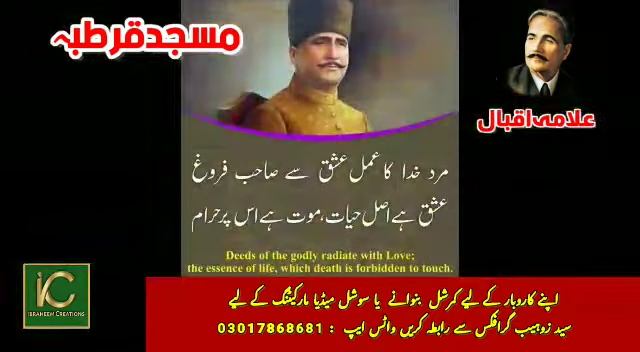 مسجد قرطبہ
علامہ اقبال
مرد خدا کا عمل عشق سے صاحب فروغ
عشق ہے اصل حیات، موت ہے اس پر حرام
Deeds of the godly radiate with Love;
the essence of life, which death is forbidden to touch.
IC
IBRAHEEM CREATIONS
اپنے کاروبار کے لیے کمرشل بنوانے یا سوشل میڈیا مارکیٹنگ کے لیے
سید زوہیب گرافکس سے رابطہ کریں واٹس ایپ : 03017868681